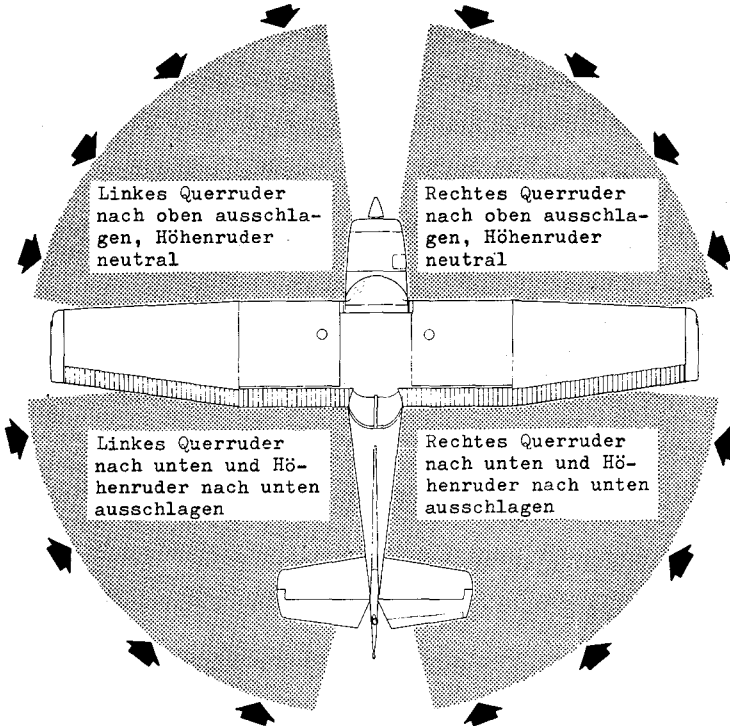 Linkes Querruder
nach oben ausschla-
gen, Höhenruder
neutral
Rechtes Querruder
nach oben ausschla-
gen, Höhenruder
neutral
Linkes Querruder
nach unten und Hö-
henruder nach unten
ausschlagen
Rechtes Querruder
nach unten und Hö-
henruder nach unten
ausschlagen